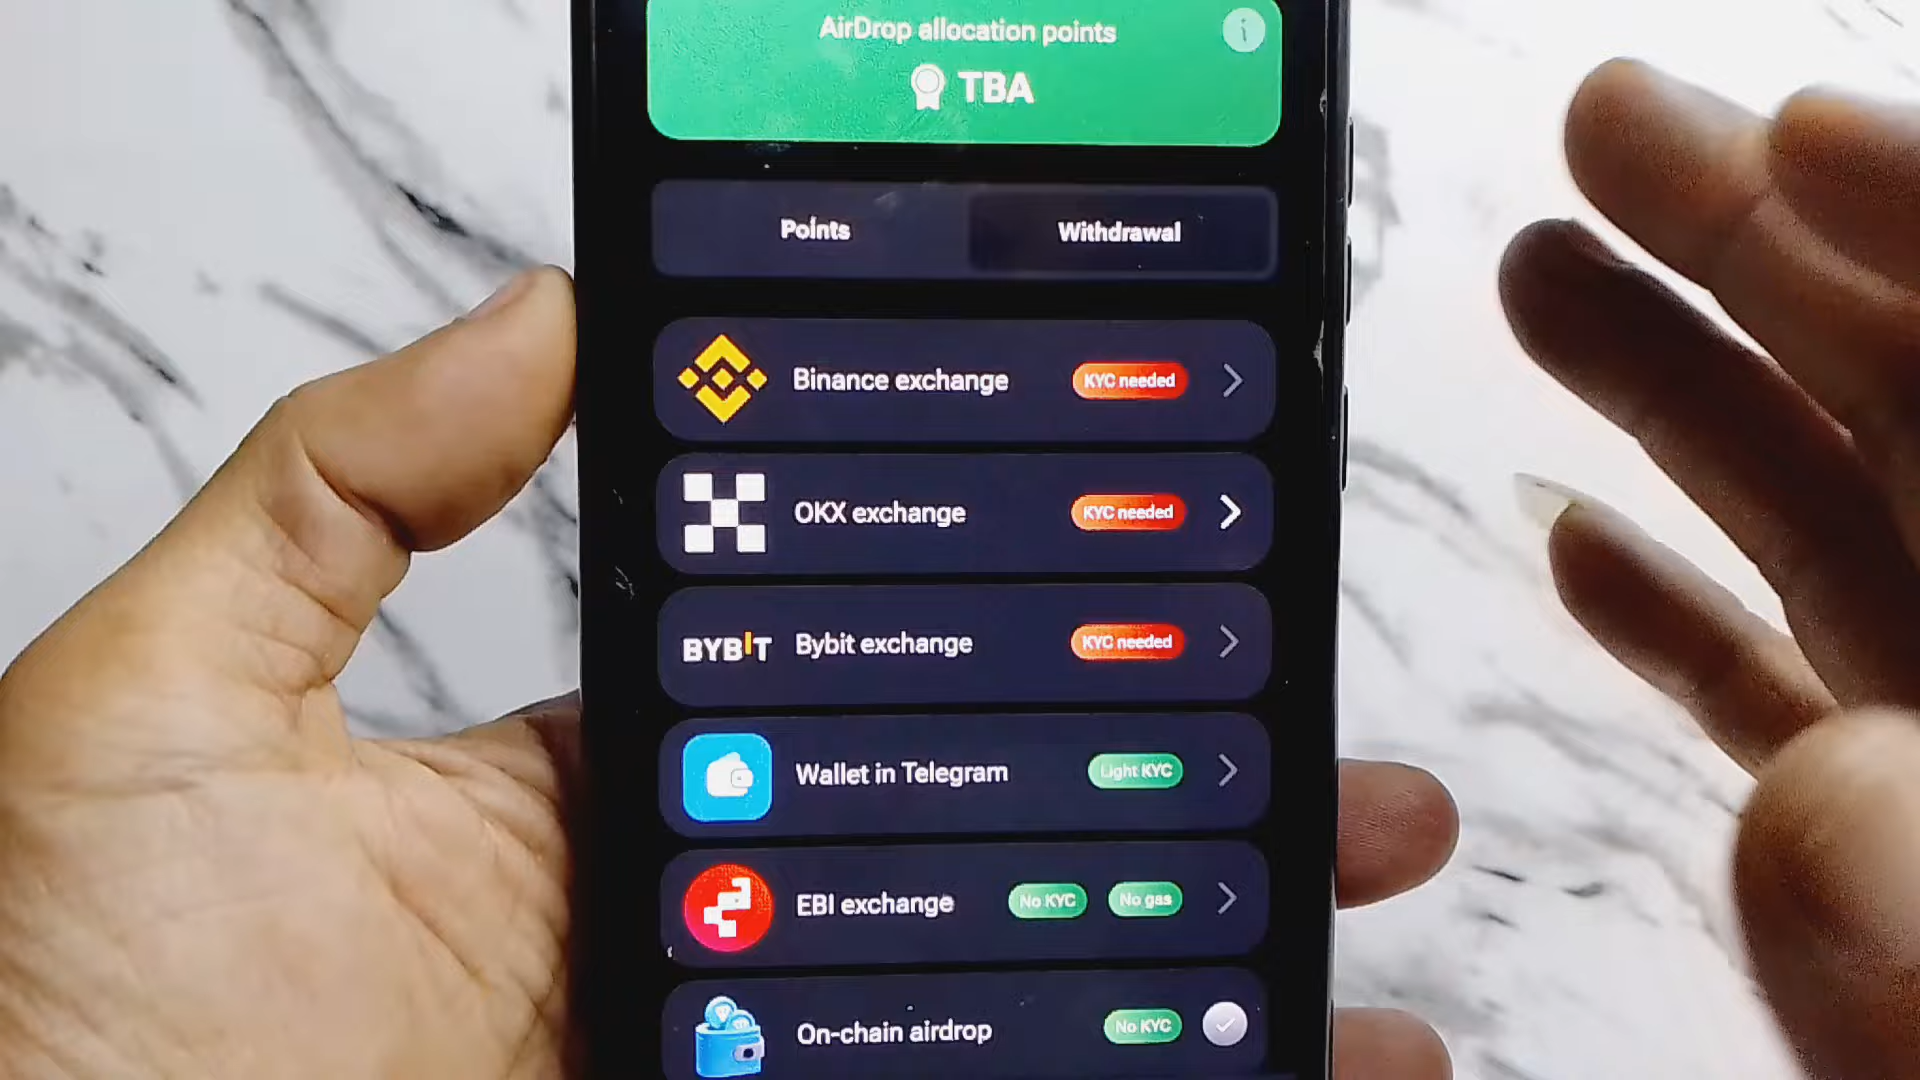 AirDrop allocation points
TBA
Points
Withdrawal
Binance exchange
KYC needed
OKX exchange
KYC needed
BYBIT
Bybit exchange
KYC needed
Wallet in Telegram
Light KYC
EBI exchange
No KYC
No gas
On-chain airdrop
No KYC